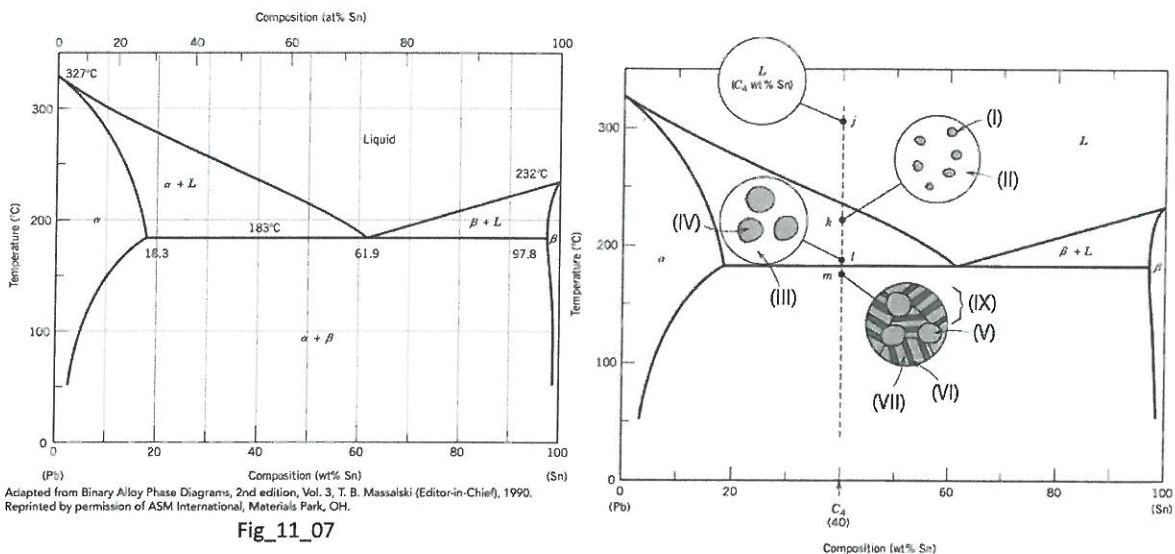 Composition (at% Sn)
0 20 40 60 80 100
327°C
300
Liquid
232°C
α + L
200
α
183°C
β + L
β
18.3 61.9 97.8
Temperature (°C)
100
α + β
0
0 20 40 60 80 100
(Pb) Composition (wt% Sn) (Sn)
Adapted from Binary Alloy Phase Diagrams, 2nd edition, Vol. 3, T. B. Massalski (Editor-in-Chief), 1990.
Reprinted by permission of ASM International, Materials Park, OH.
Fig_11_07
L
(C4 wt% Sn)
j
(I)
300
(II)
L
(IV)
k
200
l
α
β + L
β
m
(III)
(IX)
(V)
Temperature (°C)
100
(VII)
(VI)
0
0 20 C4 60 80 100
(Pb) (40) (Sn)
Composition (wt% Sn)